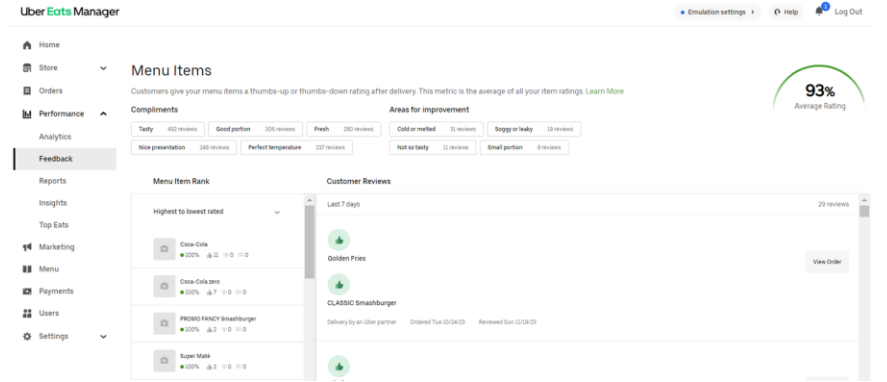 Uber Eats Manager
Emulation settings
Help
1
Log Out
Home
Store
Orders
Performance
Analytics
Feedback
Reports
Insights
Top Eats
Marketing
Menu
Payments
Users
Settings
Menu Items
Customers give your menu items a thumbs-up or thumbs-down rating after delivery. This metric is the average of all your item ratings. Learn More
93%
Average Rating
Compliments
Tasty 492 reviews Good portion 305 reviews Fresh 280 reviews
Nice presentation 248 reviews Perfect temperature 237 reviews
Areas for improvement
Cold or melted 31 reviews Soggy or leaky 19 reviews
Not so tasty 11 reviews Small portion 9 reviews
Menu Item Rank
Highest to lowest rated
Coca-Cola
100% 11 0 0
Coca-Cola zero
100% 7 0 0
PROMO FANCY Smashburger
100% 2 0 0
Super Maté
100% 2 0 0
Customer Reviews
Last 7 days 29 reviews
Golden Fries
View Order
CLASSIC Smashburger
Delivery by an Uber partner Ordered Tue 10/24/23 Reviewed Sun 11/19/23